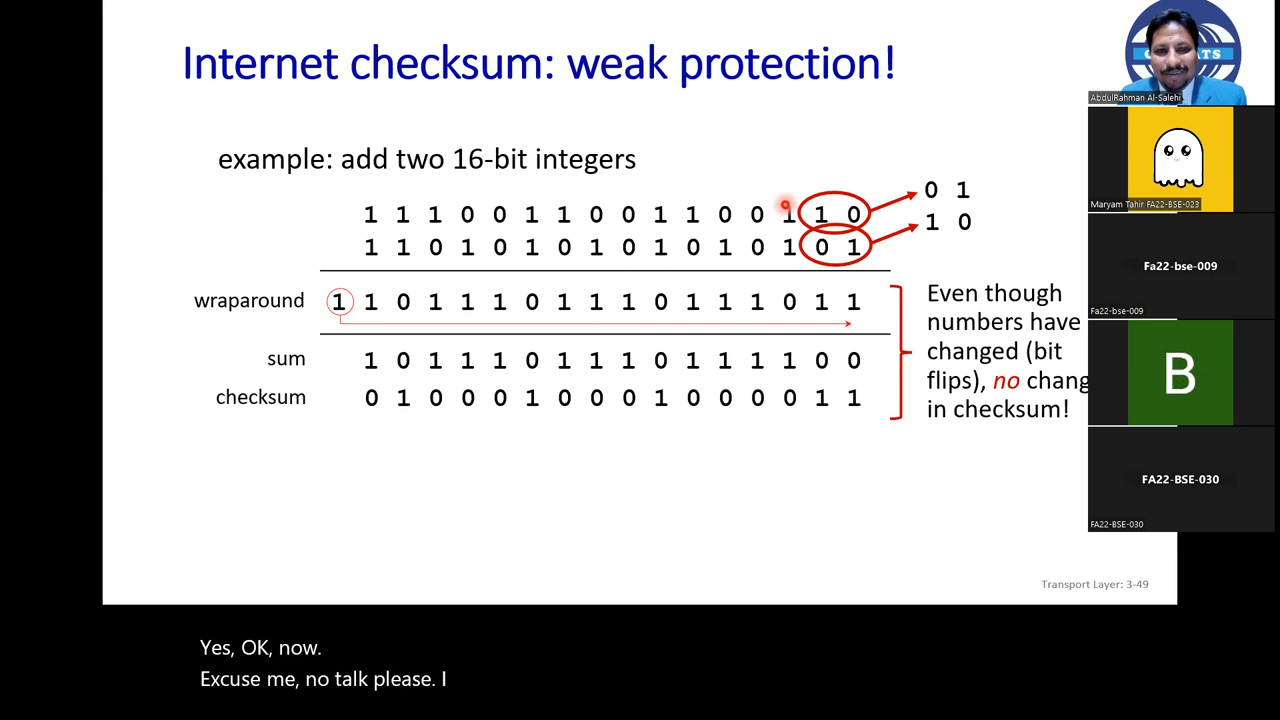 Internet checksum: weak protection!
example: add two 16-bit integers
1 1 1 0 0 1 1 0 0 1 1 0 0 1 1 0
0 1
1 1 0 1 0 1 0 1 0 1 0 1 0 1 0 1
1 0
wraparound 1 1 0 1 1 1 0 1 1 1 0 1 1 1 0 1 1
sum 1 0 1 1 1 0 1 1 1 0 1 1 1 1 0 0
checksum 0 1 0 0 0 1 0 0 0 1 0 0 0 0 1 1
Even though
numbers have
changed (bit
flips), no chang
in checksum!
Transport Layer: 3-49
AbdulRahman Al-Salehi
Maryam Tahir FA22-BSE-023
Fa22-bse-009
Fa22-bse-009
B
FA22-BSE-030
FA22-BSE-030
Yes, OK, now.
Excuse me, no talk please. I